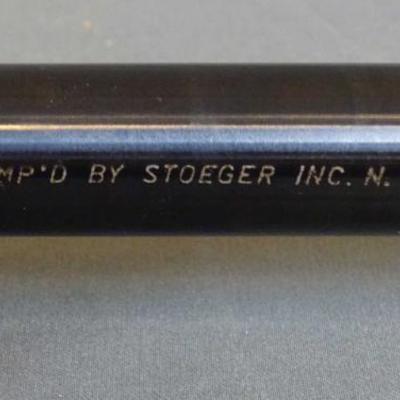 MP'D BY STOEGER INC. N.